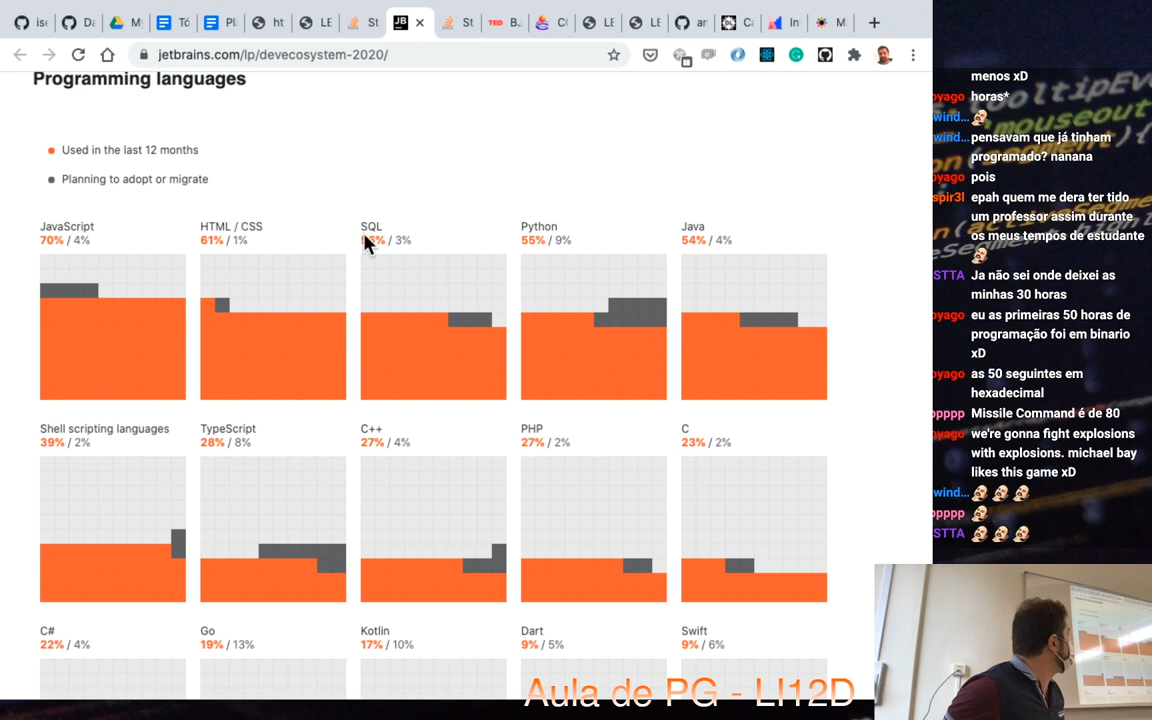 jetbrains.com/lp/devecosystem-2020/
Programming languages
Used in the last 12 months
Planning to adopt or migrate
JavaScript
70% / 4%
HTML / CSS
61% / 1%
SQL
/ 3%
Python
55% / 9%
Java
54% / 4%
Shell scripting languages
39% / 2%
TypeScript
28% / 8%
C++
27% / 4%
PHP
27% / 2%
C
23% / 2%
C#
22% / 4%
Go
19% / 13%
Kotlin
17% / 10%
Dart
9% / 5%
Swift
9% / 6%
Aula de PG - LI12D
menos xD
horas*
wind...
wind... pensavam que já tinham
programado? nanana
pois
epah quem me dera ter tido
um professor assim durante
os meus tempos de estudante
STTA Ja não sei onde deixei as
minhas 30 horas
eu as primeiras 50 horas de
programação foi em binario
xD
as 50 seguintes em
hexadecimal
Missile Command é de 80
we're gonna fight explosions
with explosions. michael bay
likes this game xD
wind...
STTA